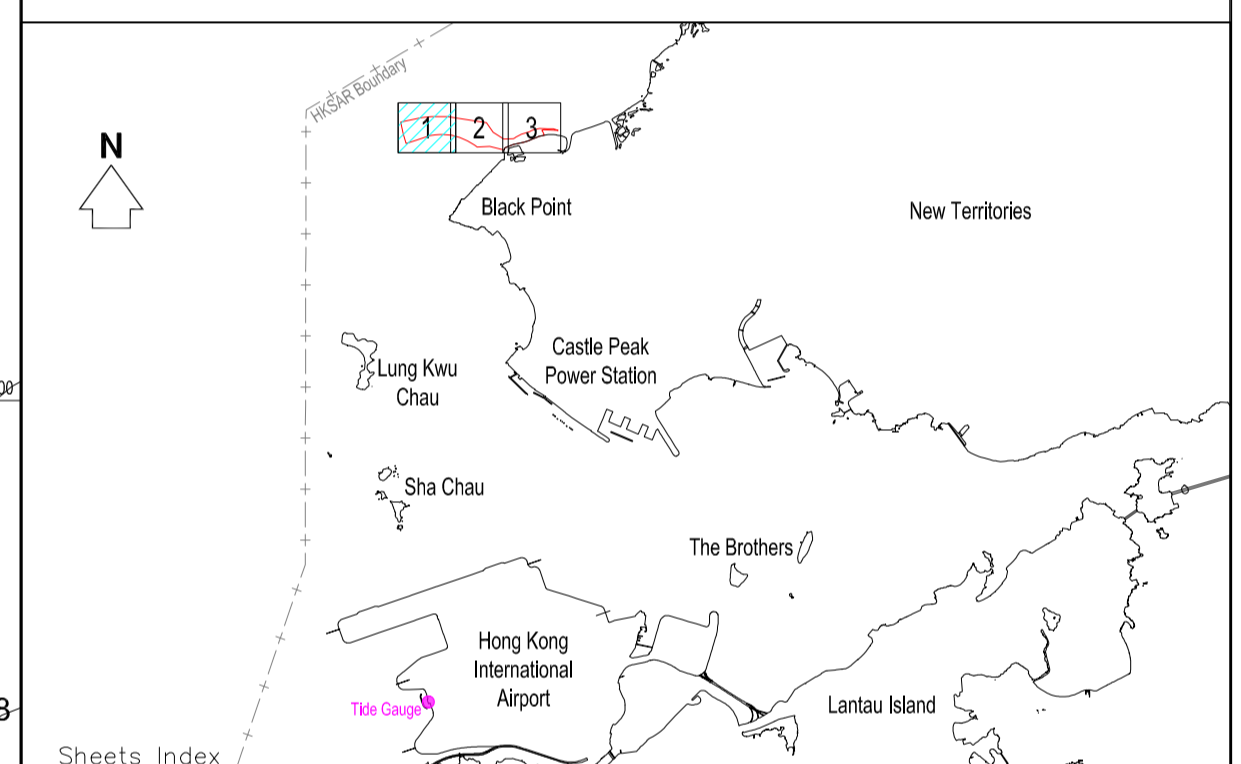 HKSAR Boundary
1 2 3
N
Black Point
New Territories
Castle Peak
Power Station
Lung Kwu
Chau
Sha Chau
The Brothers
Hong Kong
International
Airport
Tide Gauge
Lantau Island
Sheets Index